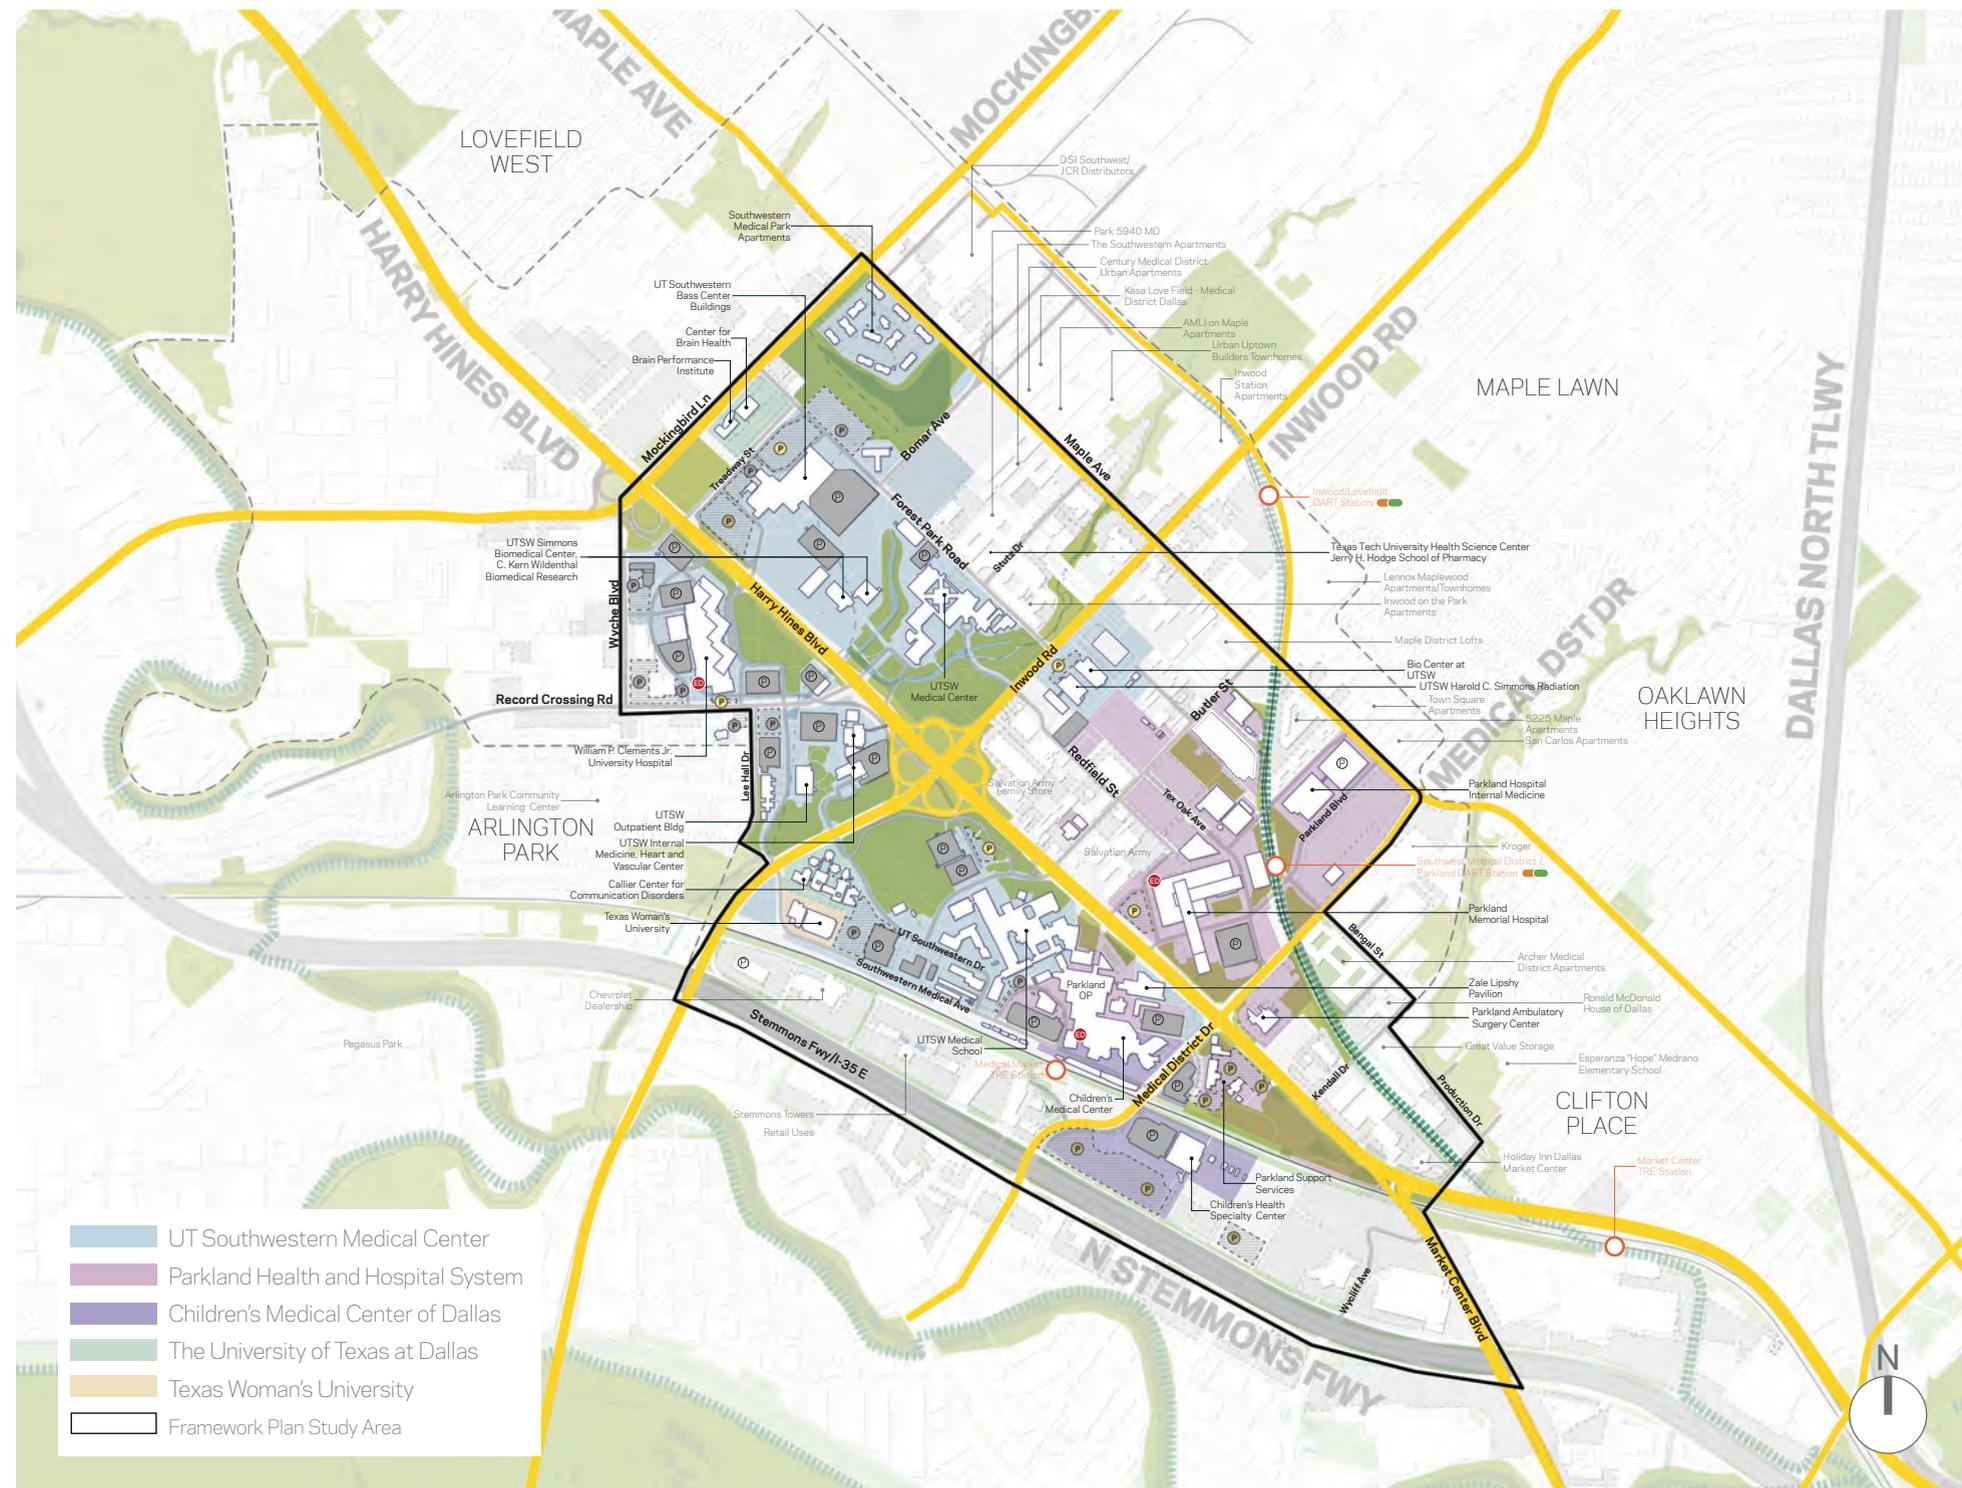 MAPLE AVE
MOCKINGB
LOVEFIELD
WEST
DSI Southwest/
JCR Distributors
Southwestern
Medical Park
Apartments
Park 5940 MD
The Southwestern Apartments
Century Medical District
Urban Apartments
HARRY HINES BLVD
UT Southwestern
Bass Center
Buildings
Kasa Love Field - Medical
District Dallas
Center for
Brain Health
AMLI on Maple
Apartments
Urban Uptown
Builders Townhomes
Brain Performance
Institute
Inwood
Station
Apartments
INWOOD RD
MAPLE LAWN
DALLAS NORTH TLWY
Mockingbird Ln
Bomar Ave
Maple Ave
Treadway St
Inwood/Lovefield
DART Station
Forest Park Road
UTSW Simmons
Biomedical Center,
C. Kern Wildenthal
Biomedical Research
Stutz Dr
Texas Tech University Health Science Center
Jerry H. Hodge School of Pharmacy
Lennox Maplewood
Apartments/Townhomes
Inwood on the Park
Apartments
Wyche Blvd
Harry Hines Blvd
Maple District Lofts
MEDICAL DST DR
Inwood Rd
Bio Center at
UTSW
UTSW Harold C. Simmons Radiation
Town Square
Apartments
OAKLAWN
HEIGHTS
UTSW
Medical Center
Record Crossing Rd
Butler St
5225 Maple
Apartments
San Carlos Apartments
William P. Clements Jr.
University Hospital
Lee Hall Dr
Redfield St
Salvation Army
Family Store
Parkland Hospital
Internal Medicine
Arlington Park Community
Learning Center
ARLINGTON
PARK
UTSW
Outpatient Bldg
Tex Oak Ave
Parkland Blvd
UTSW Internal
Medicine, Heart and
Vascular Center
Salvation Army
Kroger
Southwest Medical District /
Parkland DART Station
Callier Center for
Communication Disorders
ED
Texas Woman's
University
Parkland
Memorial Hospital
UT Southwestern Dr
Southwestern Medical Ave
Bengal St
Archer Medical
District Apartments
Parkland
OP
Zale Lipshy
Pavilion
Ronald McDonald
House of Dallas
Chevrolet
Dealership
Parkland Ambulatory
Surgery Center
Stemmons Fwy/I-35 E
UTSW Medical
School
ED
Medical District Dr
Great Value Storage
Pegasus Park
Medical Market
TRE Station
Esperanza "Hope" Medrano
Elementary School
Kendall Dr
Production Dr
Children's
Medical Center
CLIFTON
PLACE
Stemmons Towers
Retail Uses
Holiday Inn Dallas
Market Center
Market Center
TRE Station
Parkland Support
Services
Children's Health
Specialty Center
N STEMMONS FWY
Wycliff Ave
Market Center Blvd
UT Southwestern Medical Center
Parkland Health and Hospital System
Children's Medical Center of Dallas
The University of Texas at Dallas
Texas Woman's University
Framework Plan Study Area
N